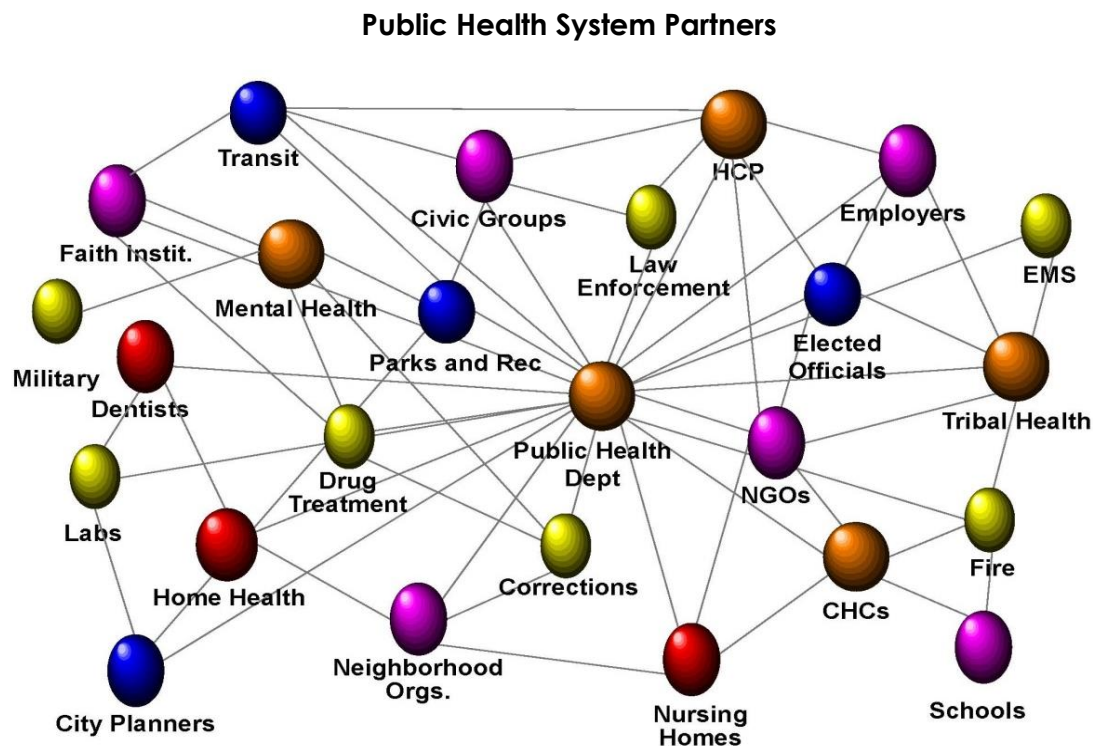 Public Health System Partners
Transit
HCP
Civic Groups
Employers
Faith Instit.
Law
Enforcement
EMS
Mental Health
Parks and Rec
Elected
Officials
Military
Dentists
Tribal Health
Public Health
Dept
Drug
Treatment
NGOs
Labs
Home Health
Corrections
CHCs
Fire
Neighborhood
Orgs.
City Planners
Nursing
Homes
Schools